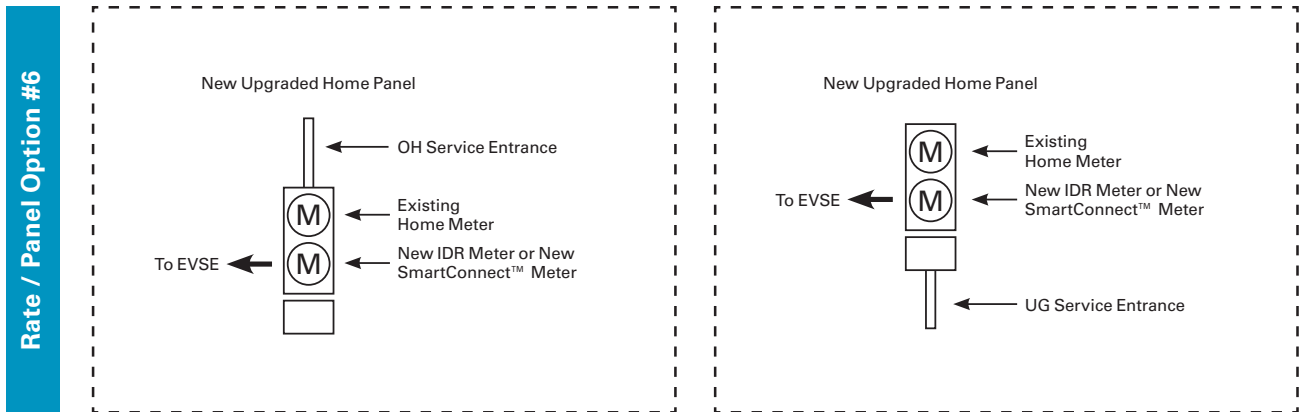 Rate / Panel Option #6
New Upgraded Home Panel
OH Service Entrance
M
Existing
Home Meter
To EVSE
M
New IDR Meter or New
SmartConnect™ Meter
New Upgraded Home Panel
M
Existing
Home Meter
To EVSE
M
New IDR Meter or New
SmartConnect™ Meter
UG Service Entrance